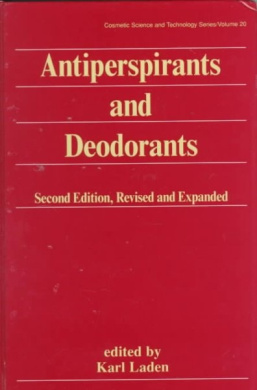 Cosmetic Science and Technology Series/Volume 20
Antiperspirants
and
Deodorants
Second Edition, Revised and Expanded
edited by
Karl Laden